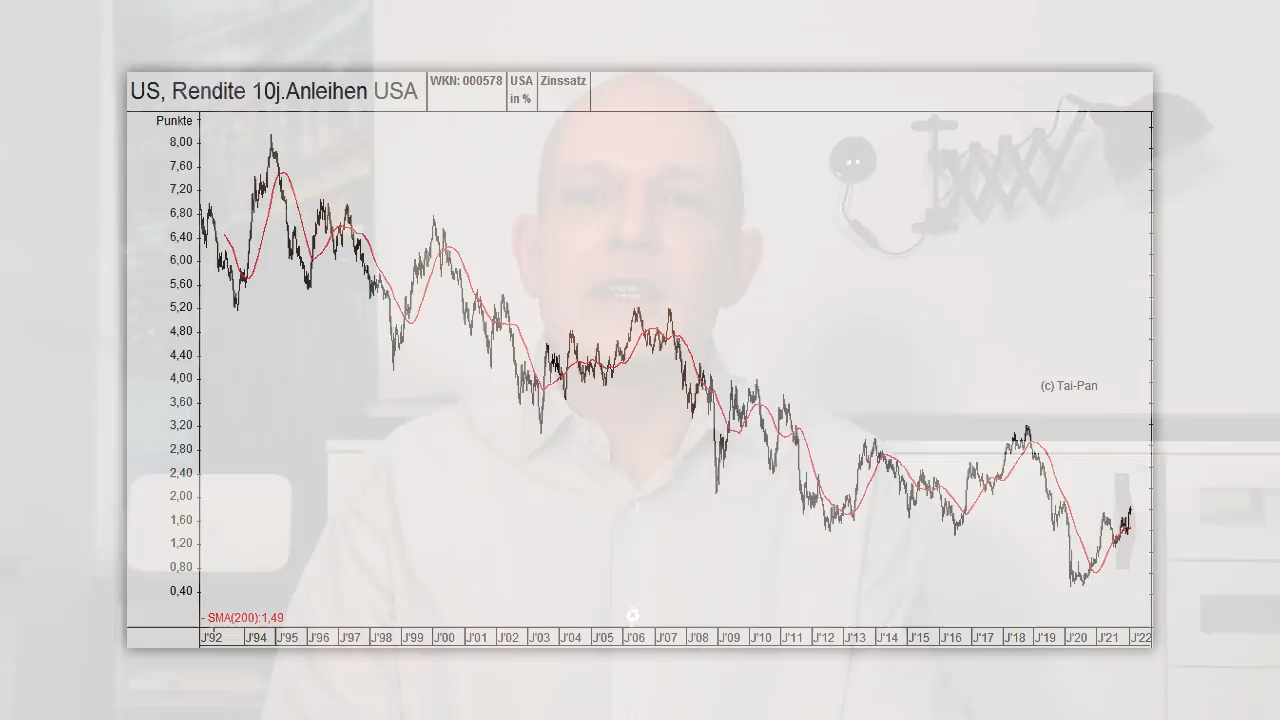 US, Rendite 10j.Anleihen USA
WKN: 000578
USA
in %
Zinssatz
Punkte
8,00
7,60
7,20
6,80
6,40
6,00
5,60
5,20
4,80
4,40
4,00
3,60
3,20
2,80
2,40
2,00
1,60
1,20
0,80
0,40
(c) Tai-Pan
- SMA(200):1,49
J'92 J'94 J'95 J'96 J'97 J'98 J'99 J'00 J'01 J'02 J'03 J'04 J'05 J'06 J'07 J'08 J'09 J'10 J'11 J'12 J'13 J'14 J'15 J'16 J'17 J'18 J'19 J'20 J'21 J'22